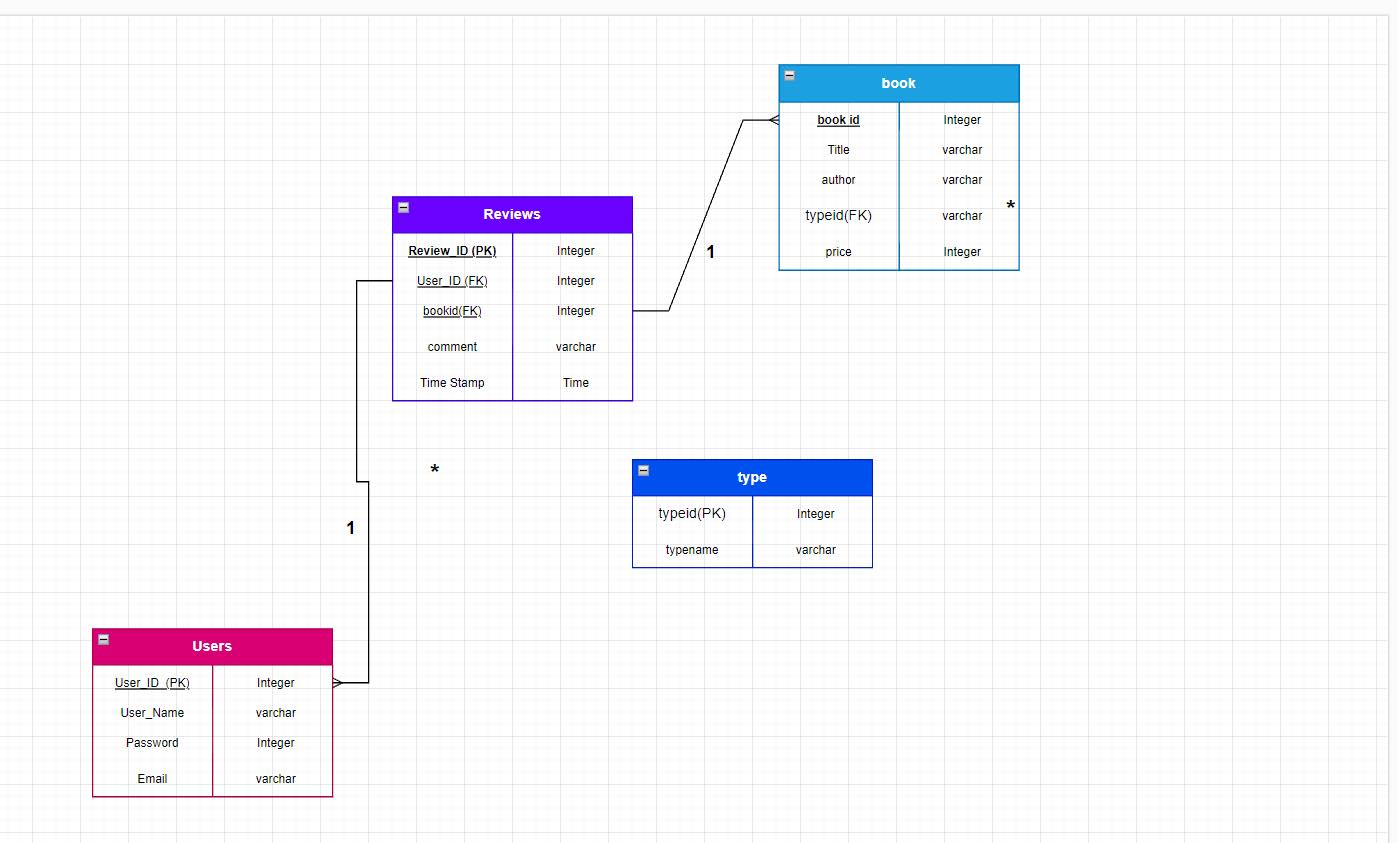 book
book id Integer
Title varchar
author varchar
typeid(FK) varchar *
price Integer
1
Reviews
Review_ID (PK) Integer
User_ID (FK) Integer
bookid(FK) Integer
comment varchar
Time Stamp Time
*
1
type
typeid(PK) Integer
typename varchar
Users
User_ID (PK) Integer
User_Name varchar
Password Integer
Email varchar